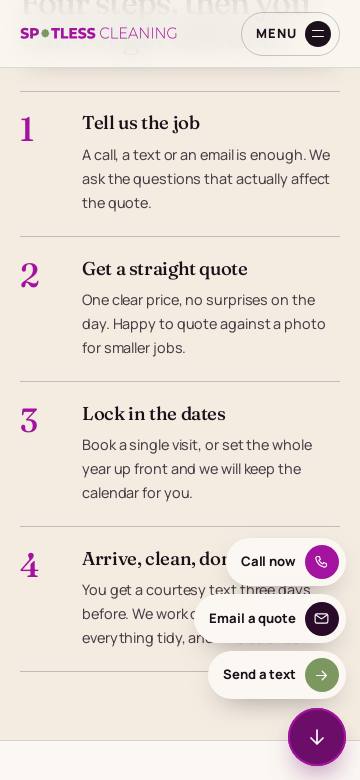 Four steps, then you
SPOTLESS CLEANING
MENU
1
Tell us the job
A call, a text or an email is enough. We
ask the questions that actually affect
the quote.
2
Get a straight quote
One clear price, no surprises on the
day. Happy to quote against a photo
for smaller jobs.
3
Lock in the dates
Book a single visit, or set the whole
year up front and we will keep the
calendar for you.
4
Arrive, clean,
Call now
You get a courtesy text three days
before. We work
Email a quote
everything tidy, and
Send a text